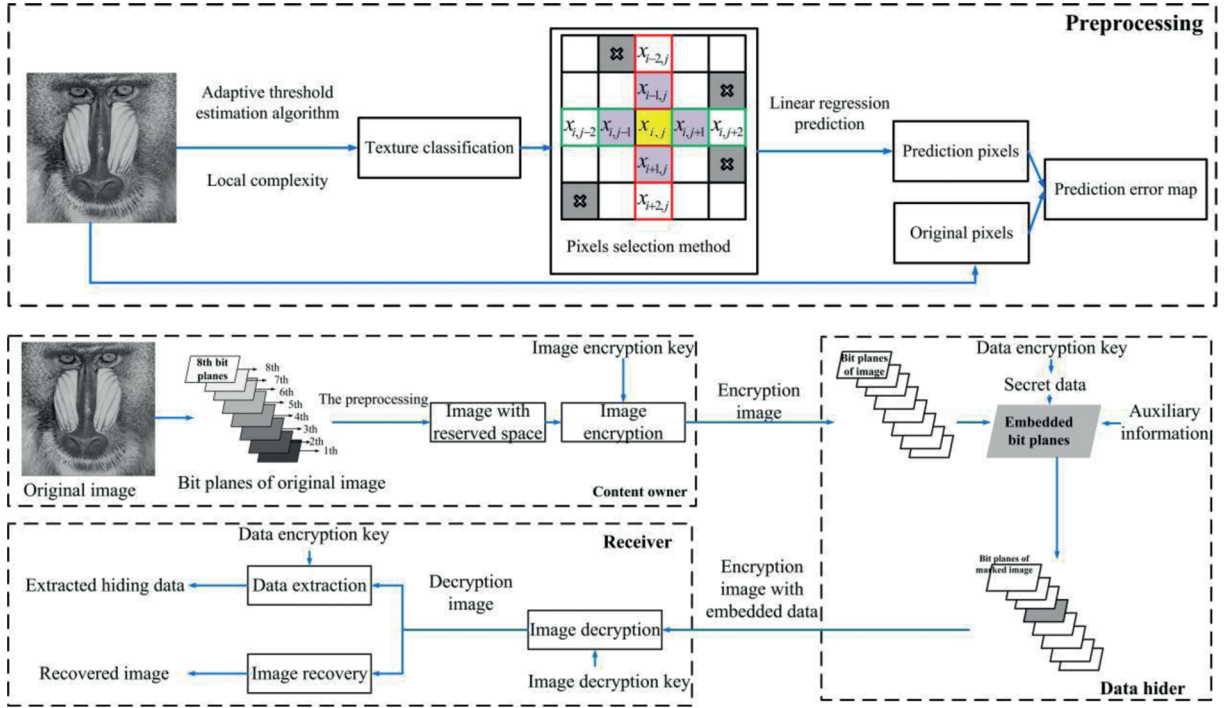 Preprocessing
Adaptive threshold
estimation algorithm
Local complexity
Texture classification
x_{i-2,j}
x_{i-1,j}
x_{i,j-2} x_{i,j-1} x_{i,j} x_{i,j+1} x_{i,j+2}
x_{i+1,j}
x_{i+2,j}
Pixels selection method
Linear regression
prediction
Prediction pixels
Original pixels
Prediction error map
Original image
8th bit
planes
8th
7th
6th
5th
4th
3th
2th
1th
Bit planes of original image
The preprocessing
Image with
reserved space
Image encryption key
Image
encryption
Content owner
Encryption
image
Bit planes
of image
Data encryption key
Secret data
Embedded
bit planes
Auxiliary
information
Bit planes of
marked image
Data hider
Encryption
image with
embedded data
Receiver
Image decryption
Image decryption key
Decryption
image
Data encryption key
Data extraction
Extracted hiding data
Image recovery
Recovered image